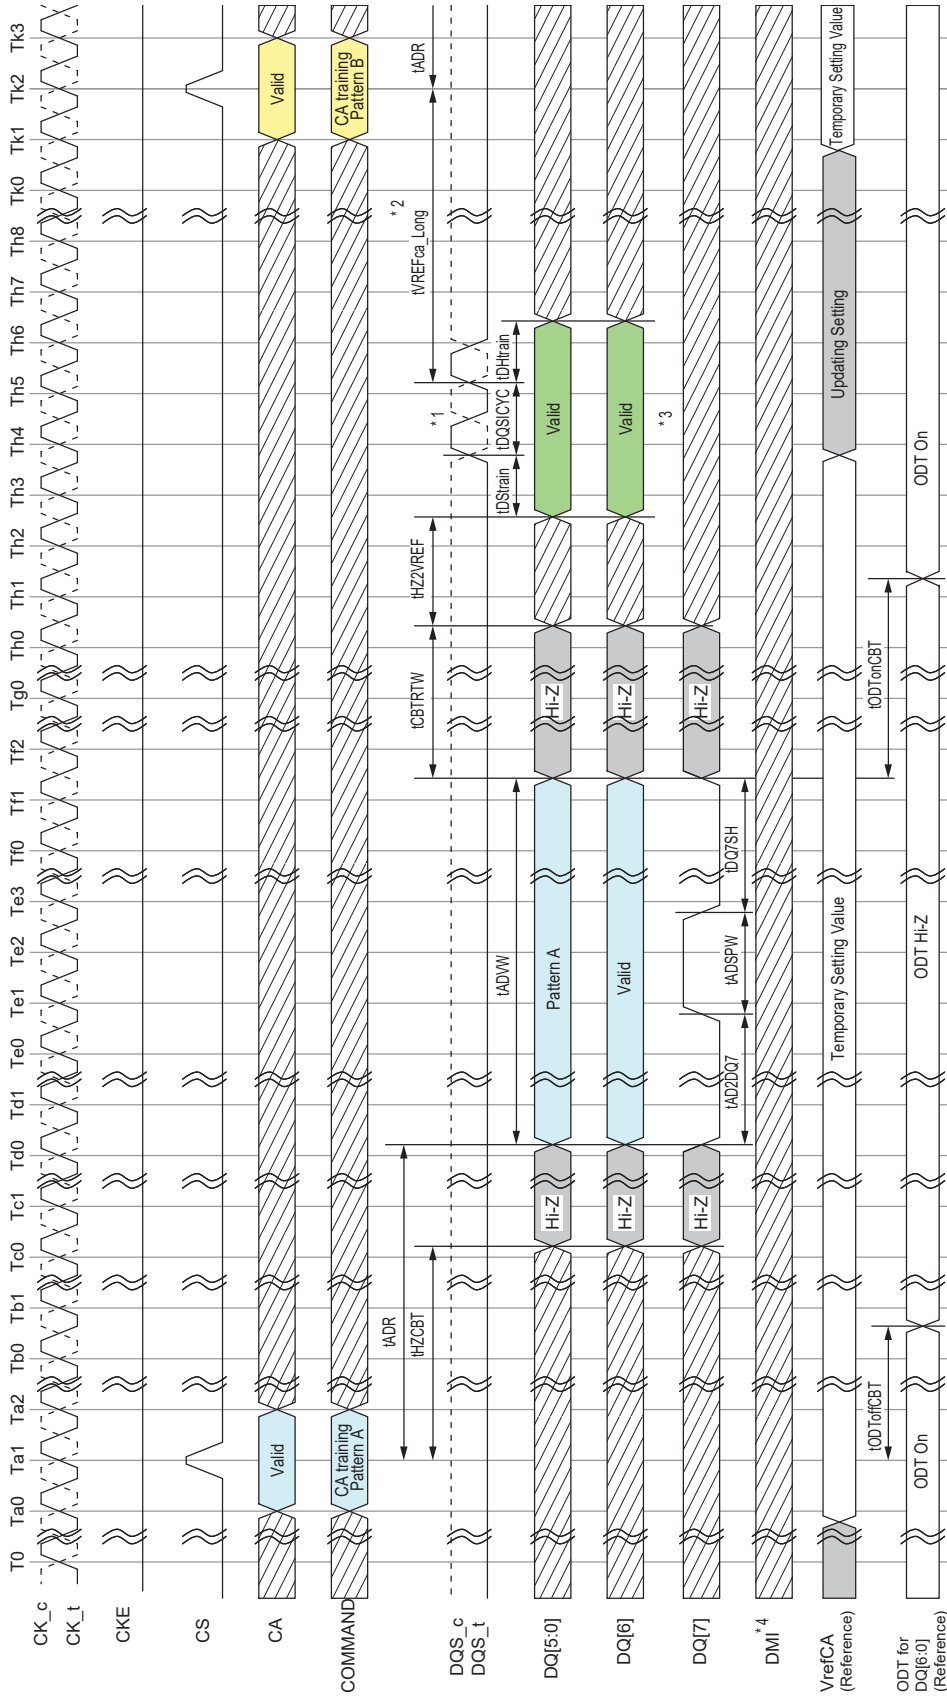 T0 Ta0 Ta1 Ta2 Tb0 Tb1 Tc0 Tc1 Td0 Td1 Te0 Te1 Te2 Te3 Tf0 Tf1 Tf2 Tg0 Th0 Th1 Th2 Th3 Th4 Th5 Th6 Th7 Th8 Tk0 Tk1 Tk2 Tk3
CK_c
CK_t
CKE
CS
CA
Valid
Valid
COMMAND
CA training
Pattern A
CA training
Pattern B
tADR
tADR
tHZCBT
tADVW
tCBTRTW
tHZ2VREF
*1
tVREFca_Long
*2
DQS_c
DQS_t
tDStrain
tDQSICYC
tDHtrain
DQ[5:0]
Hi-Z
Pattern A
Hi-Z
Valid
DQ[6]
Hi-Z
Valid
Hi-Z
Valid
*3
DQ[7]
Hi-Z
Hi-Z
tAD2DQ7
tADSPW
tDQ7SH
DMI*4
VrefCA
(Reference)
Temporary Setting Value
Updating Setting
Temporary Setting Value
tODToffCBT
tODTonCBT
ODT for
DQ[6:0]
(Reference)
ODT On
ODT Hi-Z
ODT On